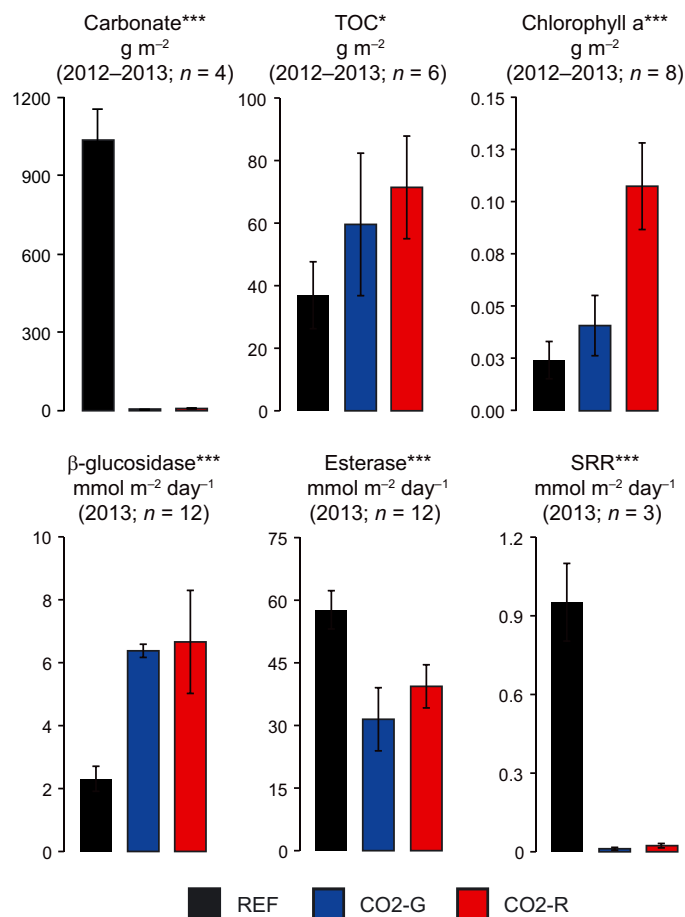 Carbonate***
g m⁻²
(2012–2013; n = 4)
1200
900
600
300
0
TOC*
g m⁻²
(2012–2013; n = 6)
100
80
60
40
20
0
Chlorophyll a***
g m⁻²
(2012–2013; n = 8)
0.15
0.13
0.10
0.05
0.03
0.00
β-glucosidase***
mmol m⁻² day⁻¹
(2013; n = 12)
10
8
6
4
2
0
Esterase***
mmol m⁻² day⁻¹
(2013; n = 12)
75
60
45
30
15
0
SRR***
mmol m⁻² day⁻¹
(2013; n = 3)
1.2
0.9
0.6
0.3
0
REF CO2-G CO2-R